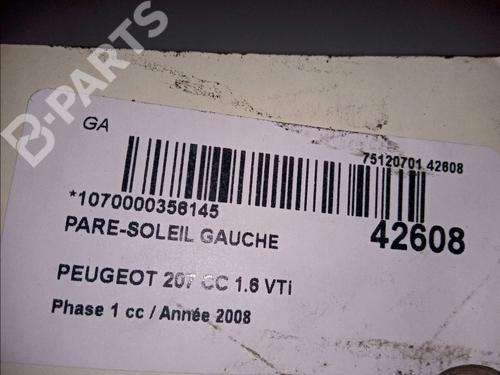 B-PARTS
GA
75120701 42608
*1070000356145
42608
PARE-SOLEIL GAUCHE
PEUGEOT 207 CC 1.6 VTi
Phase 1 cc / Année 2008